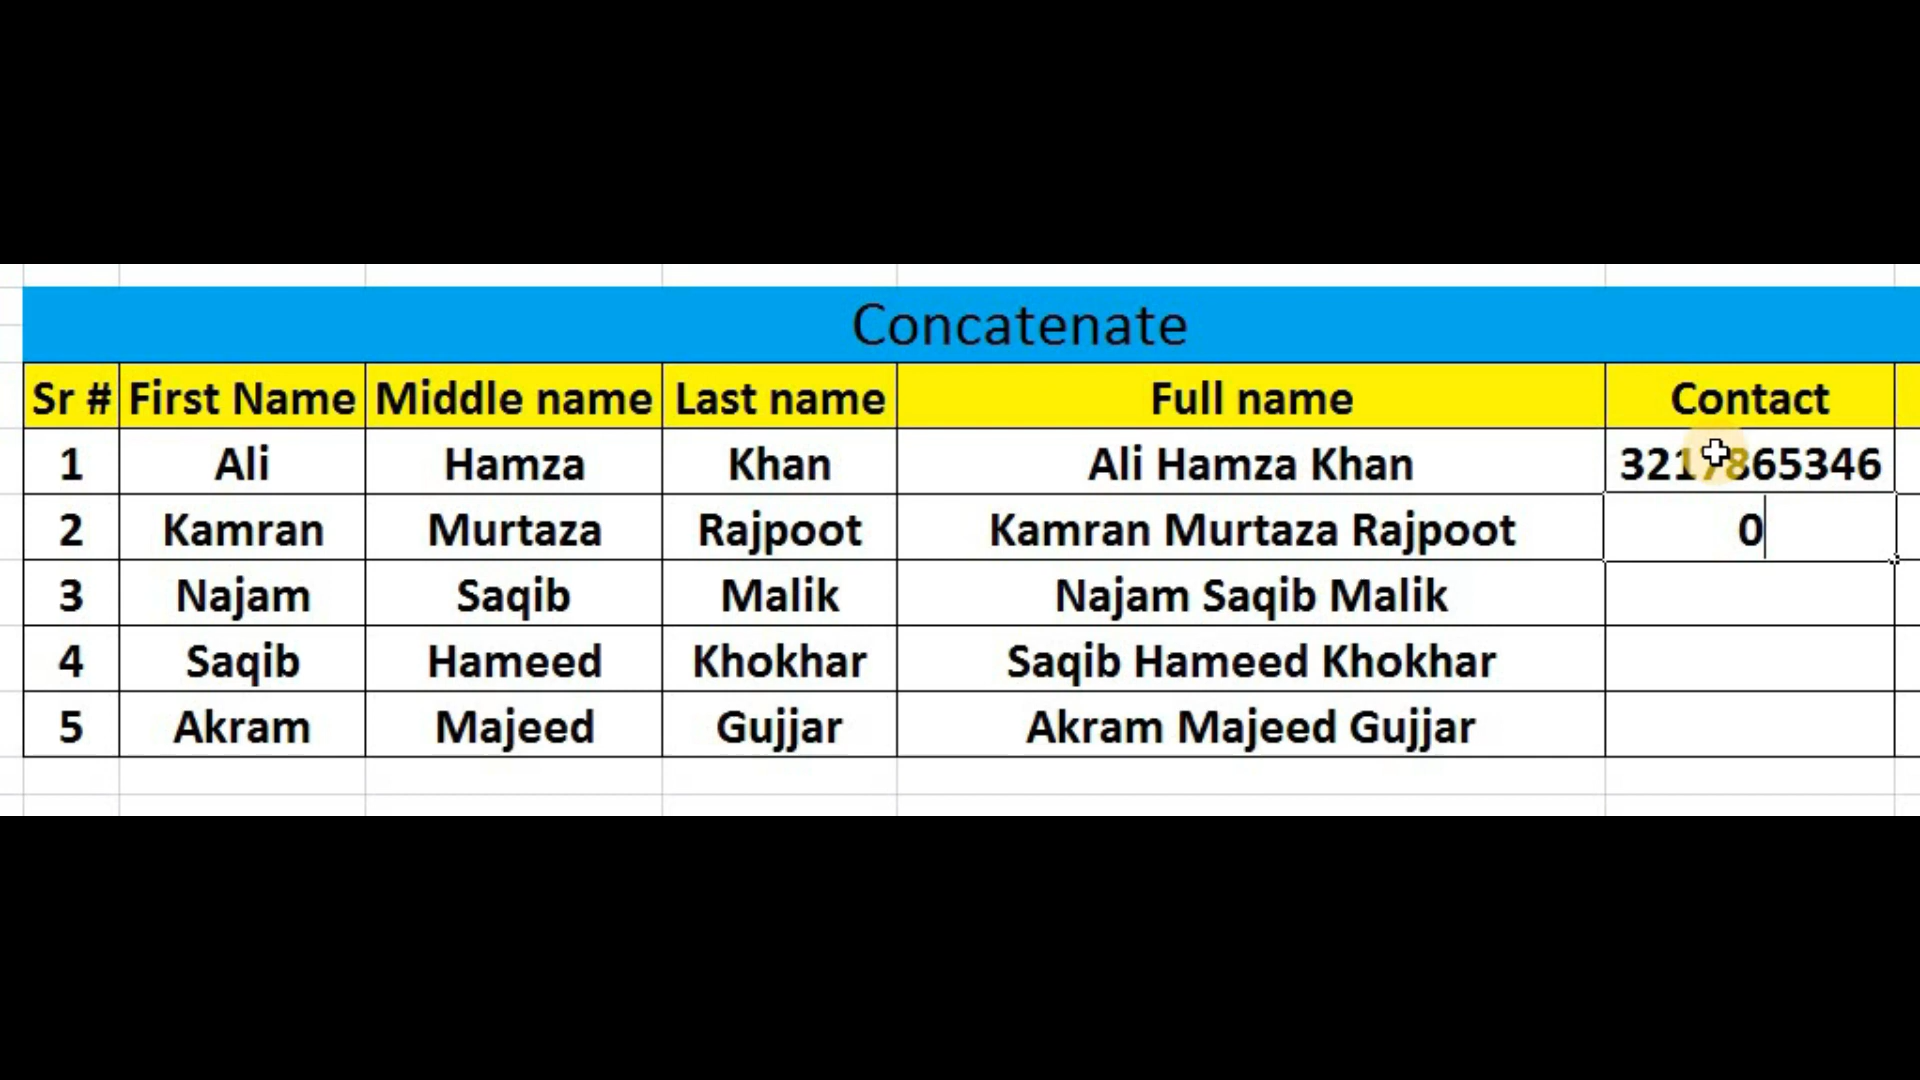 Concatenate
Sr # First Name Middle name Last name Full name Contact
1 Ali Hamza Khan Ali Hamza Khan 3217865346
2 Kamran Murtaza Rajpoot Kamran Murtaza Rajpoot 0
3 Najam Saqib Malik Najam Saqib Malik
4 Saqib Hameed Khokhar Saqib Hameed Khokhar
5 Akram Majeed Gujjar Akram Majeed Gujjar